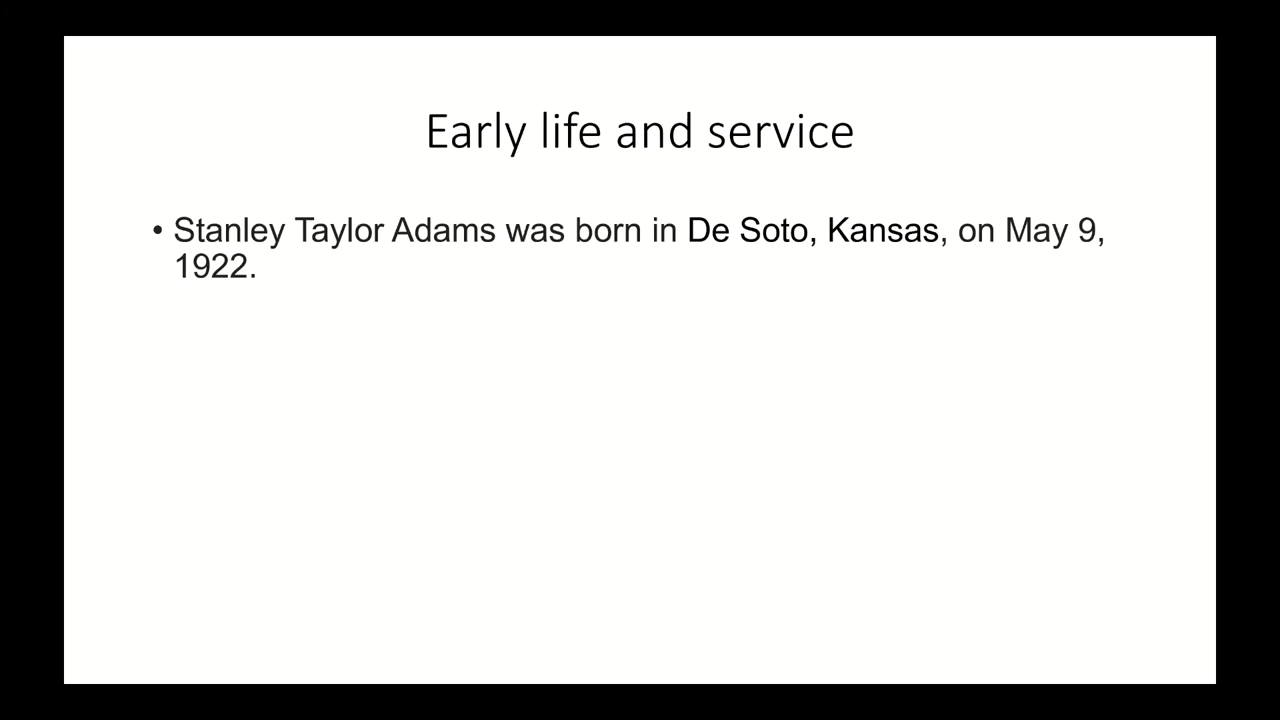 Early life and service
• Stanley Taylor Adams was born in De Soto, Kansas, on May 9,
1922.